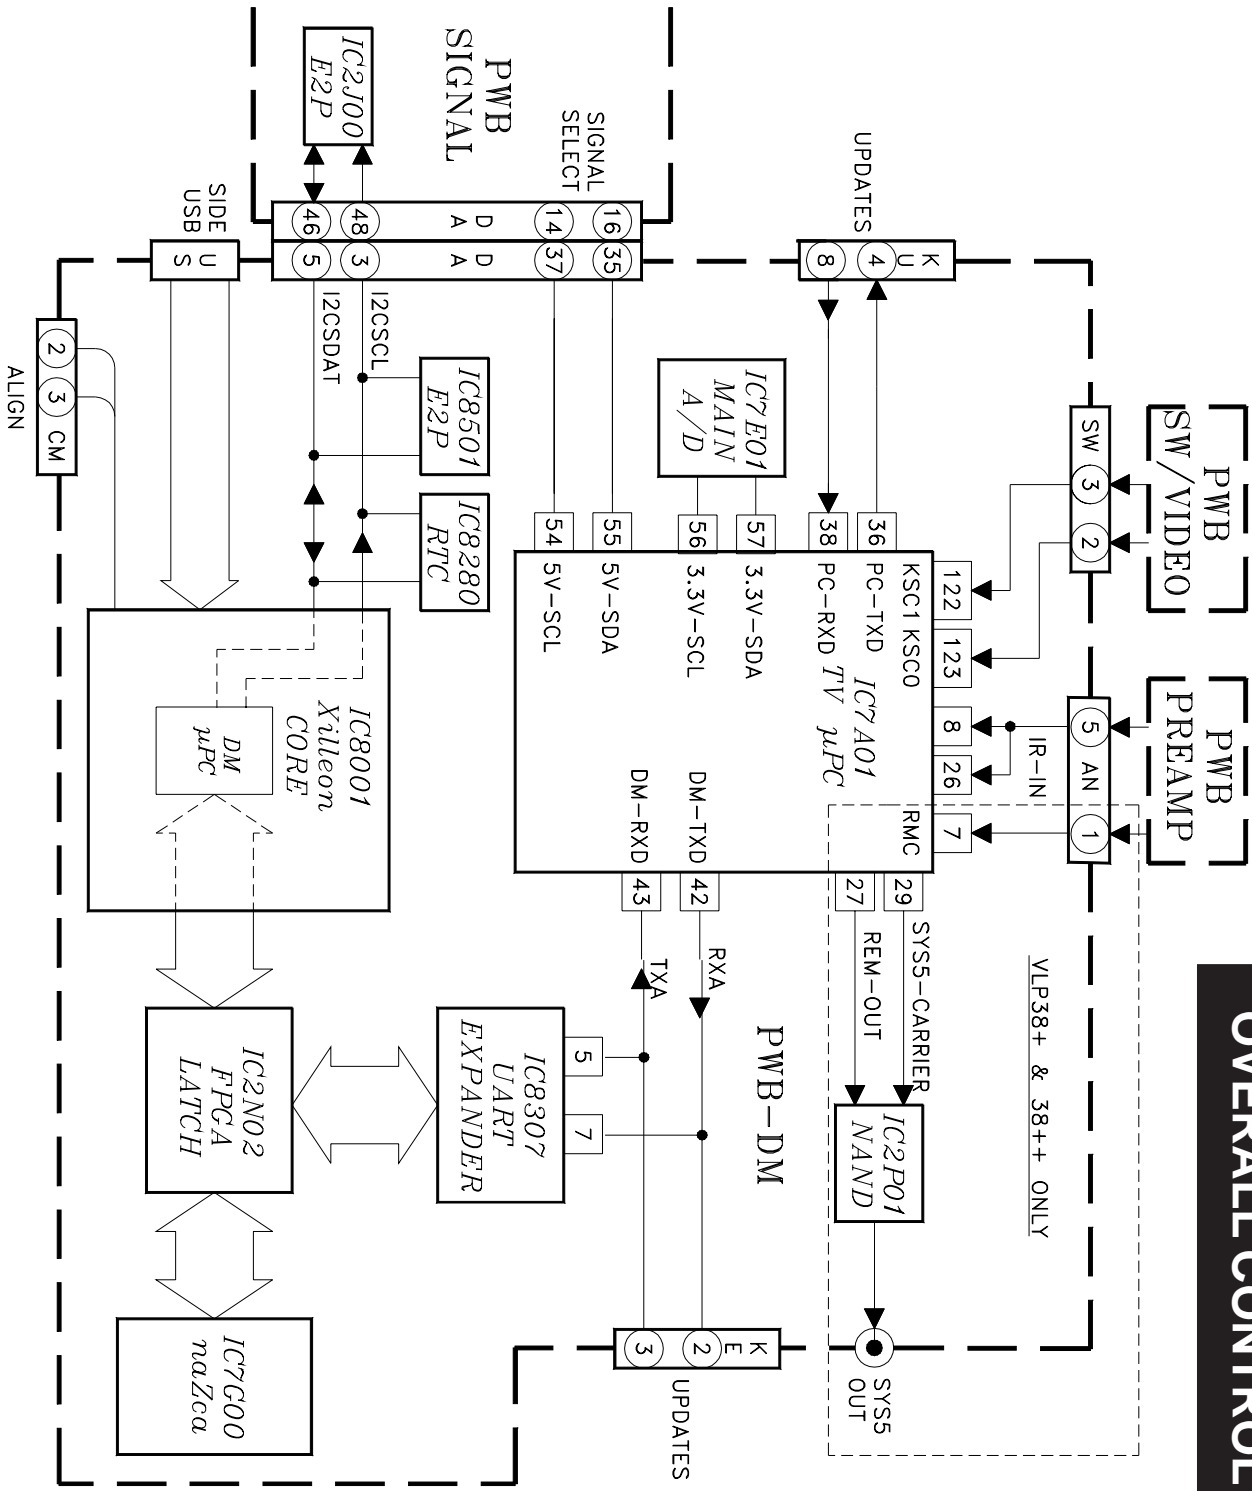 OVERALL CONTROL
PWB
SW/VIDEO
PWB
PREAMP
SW
3
2
5
AN
1
IR-IN
VLP38+ & 38++ ONLY
UPDATES
K
U
4
8
122
123
8
26
7
KSC1
KSC0
RMC
36
38
PC-TXD
PC-RXD
IC7A01
TV µPC
29
27
SYS5-CARRIER
REM-OUT
IC2P01
NAND
SYS5
OUT
IC7E01
MAIN
A/D
57
56
3.3V-SDA
3.3V-SCL
DM-TXD
DM-RXD
42
43
RXA
TXA
PWB-DM
K
E
2
3
UPDATES
SIGNAL
SELECT
16
14
35
37
55
54
5V-SDA
5V-SCL
PWB
SIGNAL
D
A
D
A
IC2J00
E2P
48
46
3
5
I2CSCL
I2CSDAT
IC8501
E2P
IC8280
RTC
IC8307
UART
EXPANDER
5
7
SIDE
USB
U
S
IC8001
Xilleon
CORE
DM
µPC
IC2N02
FPGA
LATCH
IC7G00
naZca
2
3
CM
ALIGN